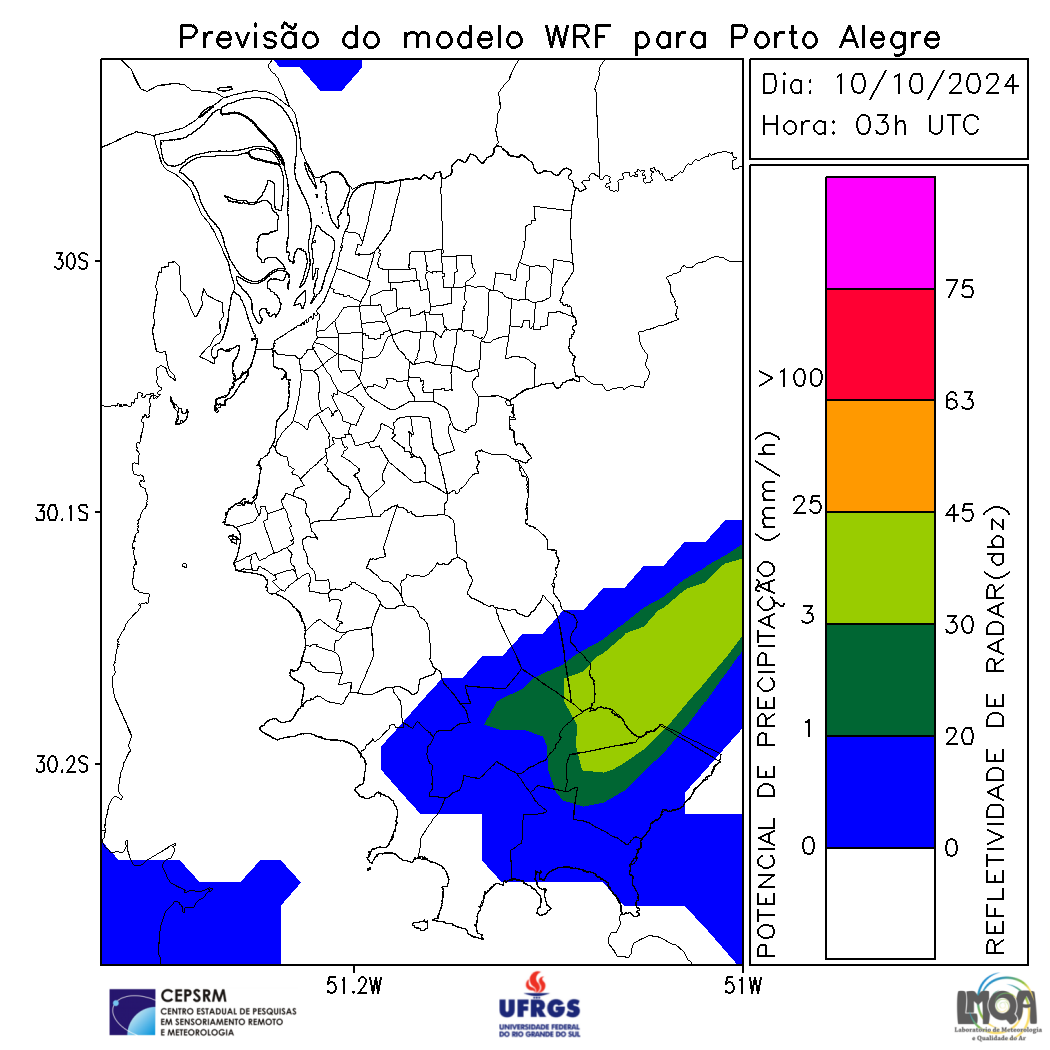 Previsão do modelo WRF para Porto Alegre
Dia: 10/10/2024
Hora: 03h UTC
30S
30.1S
30.2S
51.2W
51W
POTENCIAL DE PRECIPITAÇÃO (mm/h)
>100
25
3
1
0
75
63
45
30
20
0
REFLETIVIDADE DE RADAR(dbz)
CEPSRM
CENTRO ESTADUAL DE PESQUISAS
EM SENSORIAMENTO REMOTO
E METEOROLOGIA
UFRGS
UNIVERSIDADE FEDERAL
DO RIO GRANDE DO SUL
LMQA
Laboratório de Meteorologia
e Qualidade do Ar